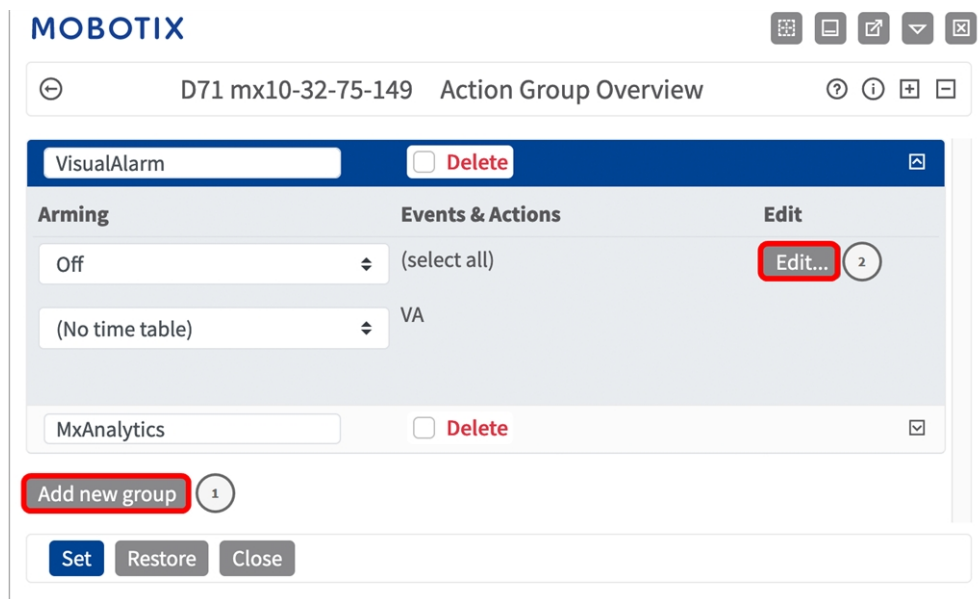 MOBOTIX
D71 mx10-32-75-149 Action Group Overview
VisualAlarm Delete
Arming Events & Actions Edit
Off (select all) Edit... 2
(No time table) VA
MxAnalytics Delete
Add new group 1
Set Restore Close